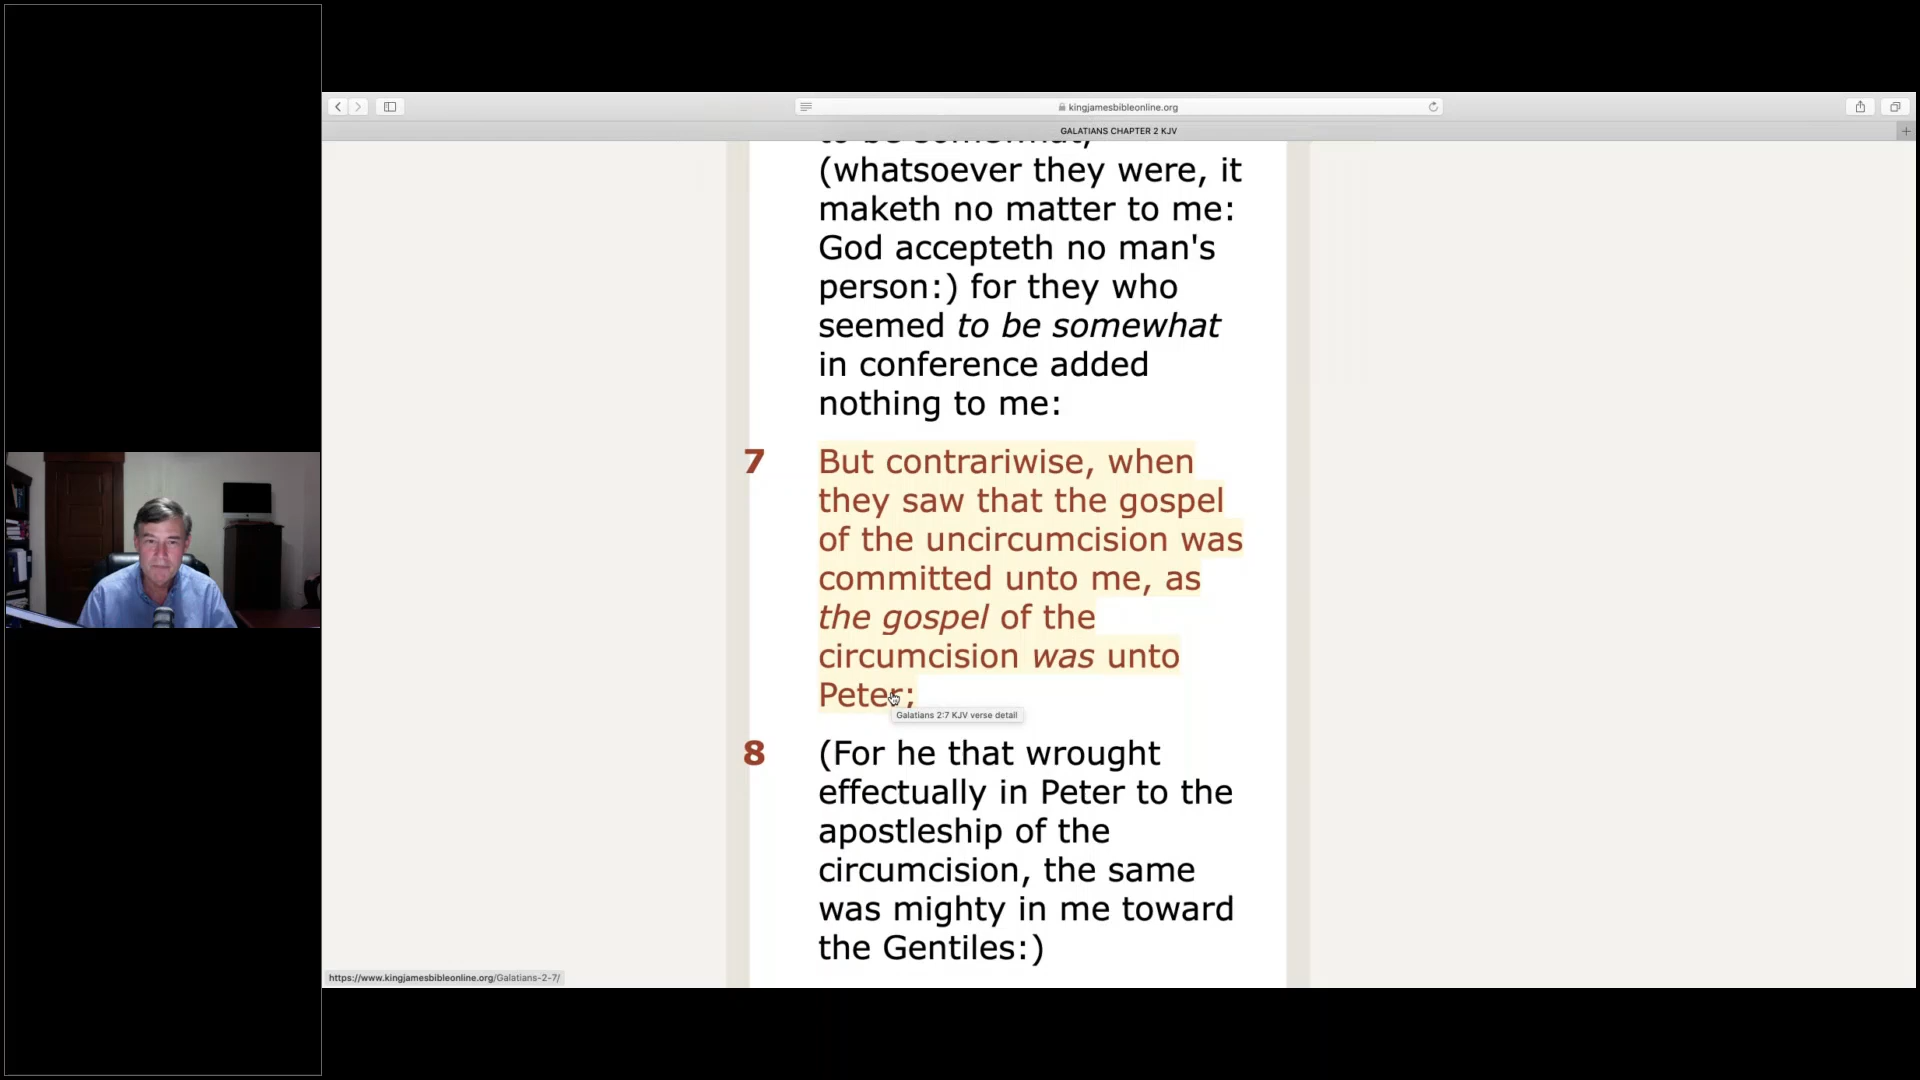 kingjamesbibleonline.org
GALATIANS CHAPTER 2 KJV
to be somewhat,
(whatsoever they were, it
maketh no matter to me:
God accepteth no man's
person:) for they who
seemed to be somewhat
in conference added
nothing to me:
7
But contrariwise, when
they saw that the gospel
of the uncircumcision was
committed unto me, as
the gospel of the
circumcision was unto
Peter;
Galatians 2:7 KJV verse detail
8
(For he that wrought
effectually in Peter to the
apostleship of the
circumcision, the same
was mighty in me toward
the Gentiles:)
https://www.kingjamesbibleonline.org/Galatians-2-7/